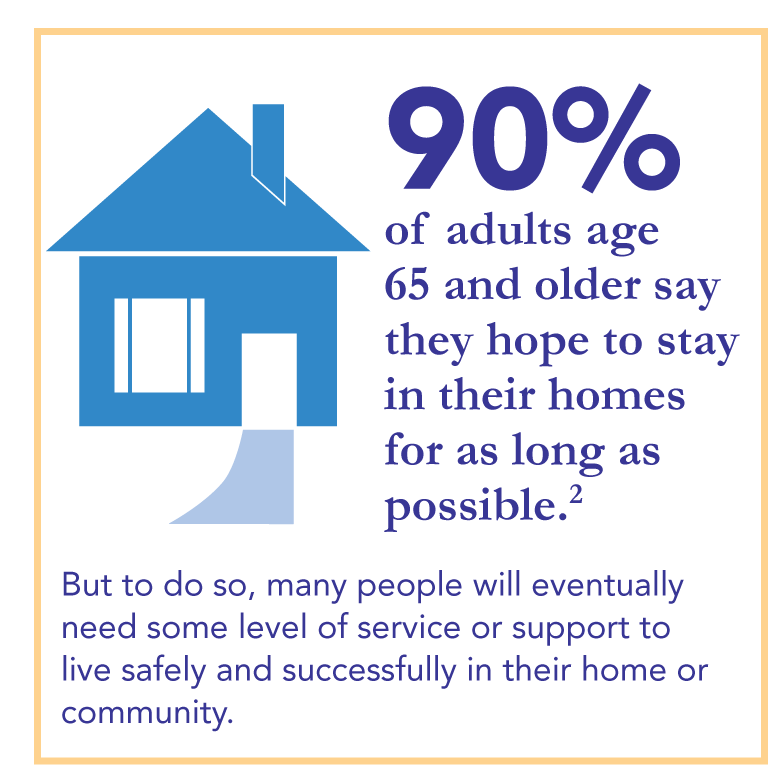 90%
of adults age
65 and older say
they hope to stay
in their homes
for as long as
possible.²
But to do so, many people will eventually
need some level of service or support to
live safely and successfully in their home or
community.